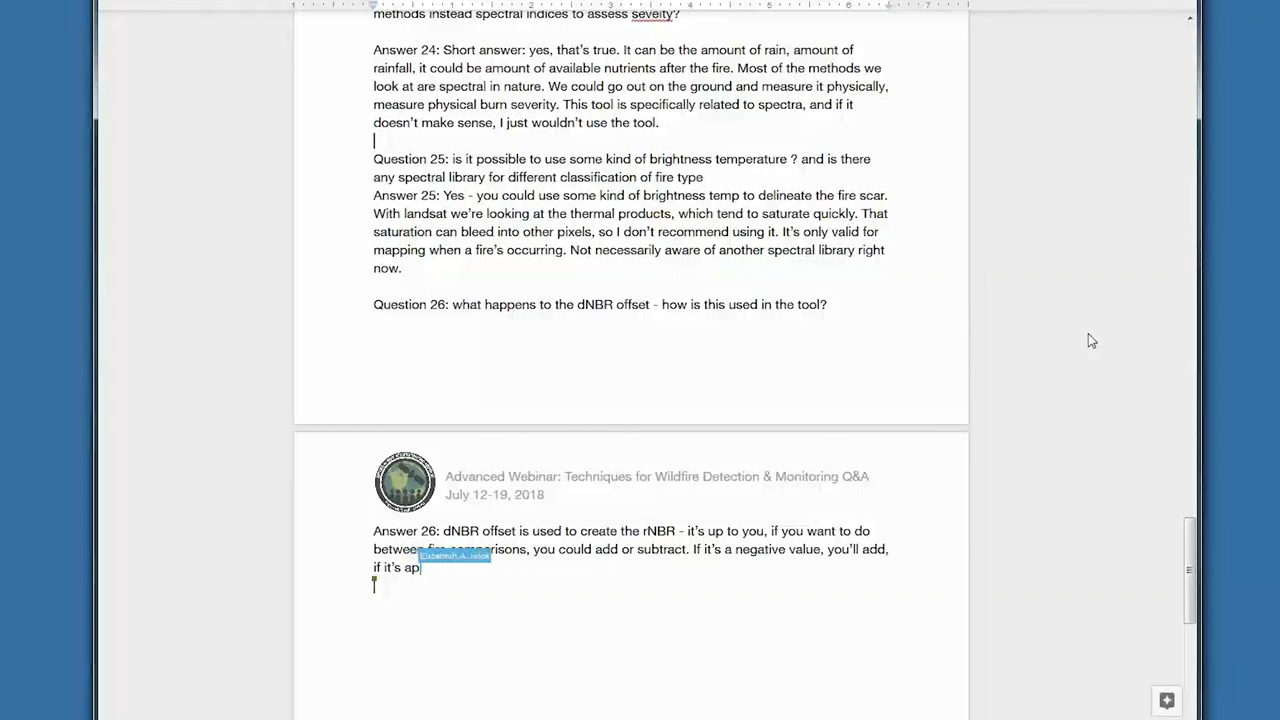 1 1 2 3 4 5 6 7
methods instead spectral indices to assess seveity?
Answer 24: Short answer: yes, that's true. It can be the amount of rain, amount of
rainfall, it could be amount of available nutrients after the fire. Most of the methods we
look at are spectral in nature. We could go out on the ground and measure it physically,
measure physical burn severity. This tool is specifically related to spectra, and if it
doesn't make sense, I just wouldn't use the tool.
Question 25: is it possible to use some kind of brightness temperature ? and is there
any spectral library for different classification of fire type
Answer 25: Yes - you could use some kind of brightness temp to delineate the fire scar.
With landsat we're looking at the thermal products, which tend to saturate quickly. That
saturation can bleed into other pixels, so I don't recommend using it. It's only valid for
mapping when a fire's occurring. Not necessarily aware of another spectral library right
now.
Question 26: what happens to the dNBR offset - how is this used in the tool?
Advanced Webinar: Techniques for Wildfire Detection & Monitoring Q&A
July 12-19, 2018
Answer 26: dNBR offset is used to create the rNBR - it's up to you, if you want to do
between fire comparisons, you could add or subtract. If it's a negative value, you'll add,
if it's ap